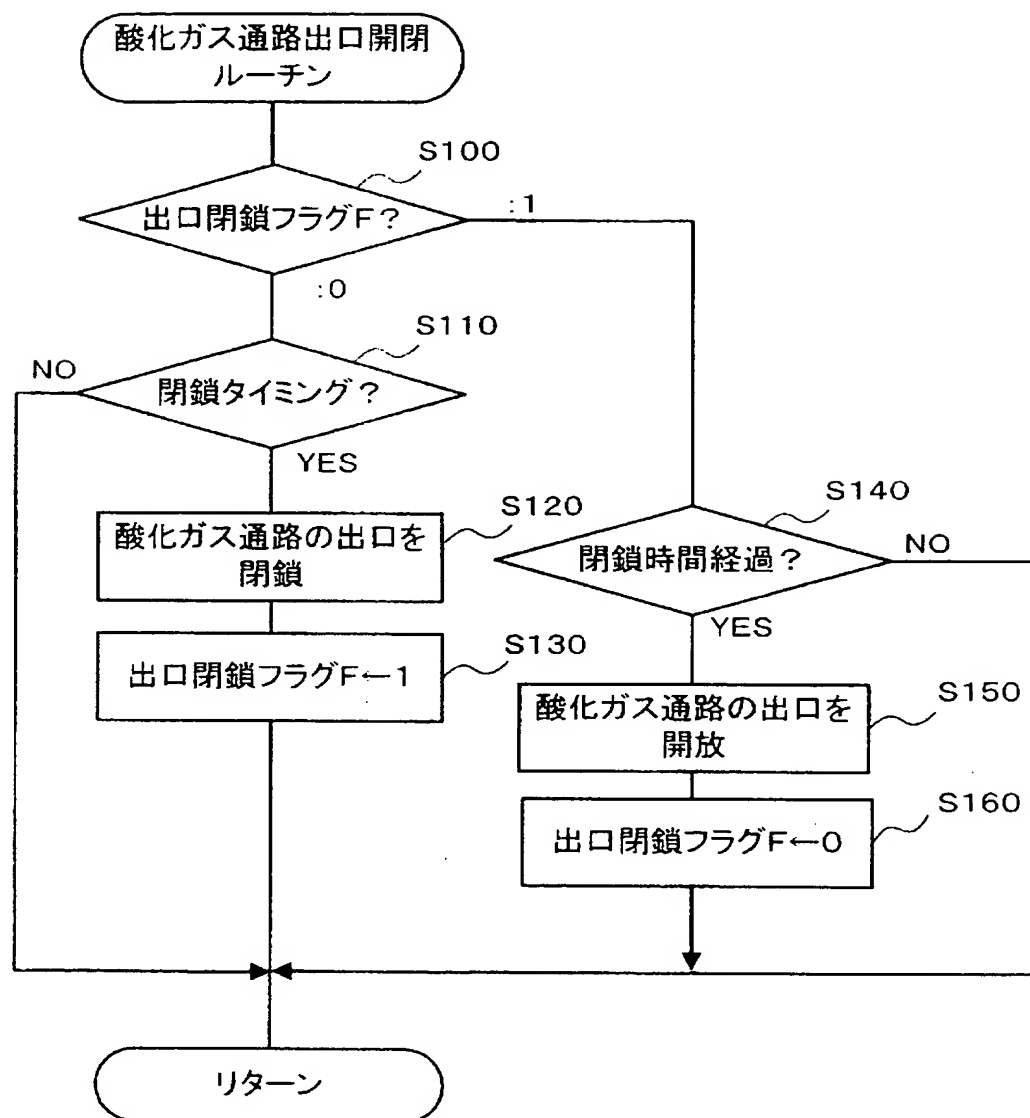 酸化ガス通路出口開閉
ルーチン
S100
出口閉鎖フラグF？
:1
:0
S110
NO
閉鎖タイミング？
YES
S120
酸化ガス通路の出口を
閉鎖
S130
出口閉鎖フラグF←1
S140
閉鎖時間経過？
NO
YES
S150
酸化ガス通路の出口を
開放
S160
出口閉鎖フラグF←0
リターン